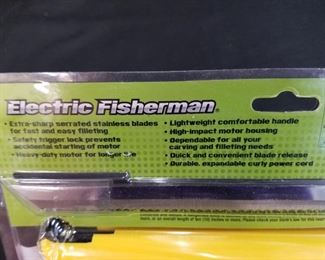 Electric Fisherman
• Extra-sharp serrated stainless blades
for fast and easy filleting
• Safety trigger lock prevents
accidental starting of motor
• Heavy-duty motor for longer life
• Lightweight comfortable handle
• High-impact motor housing
• Dependable for all your
carving and filleting needs
• Quick and convenient blade release
• Durable, expandable curly power cord